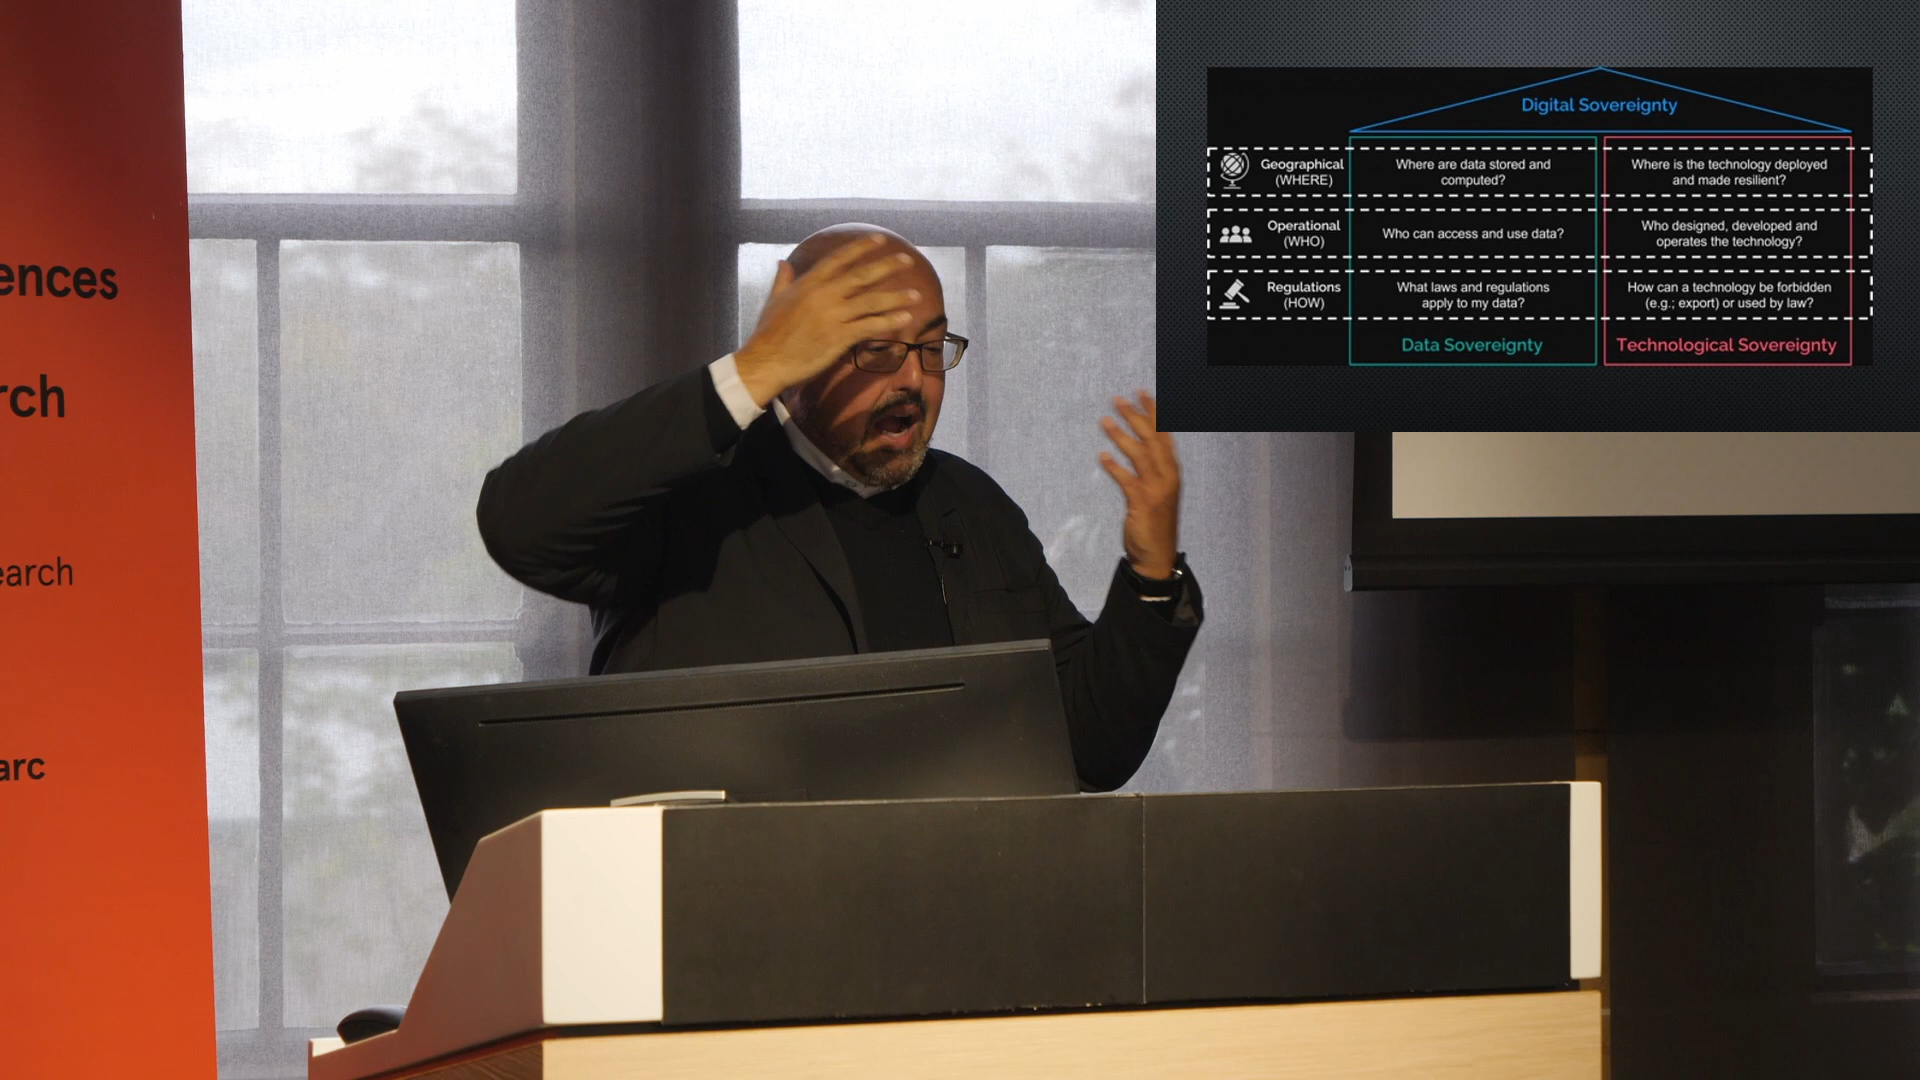 ences
rch
earch
arc
Digital Sovereignty
Geographical
(WHERE)
Where are data stored and
computed?
Where is the technology deployed
and made resilient?
Operational
(WHO)
Who can access and use data?
Who designed, developed and
operates the technology?
Regulations
(HOW)
What laws and regulations
apply to my data?
How can a technology be forbidden
(e.g.; export) or used by law?
Data Sovereignty
Technological Sovereignty